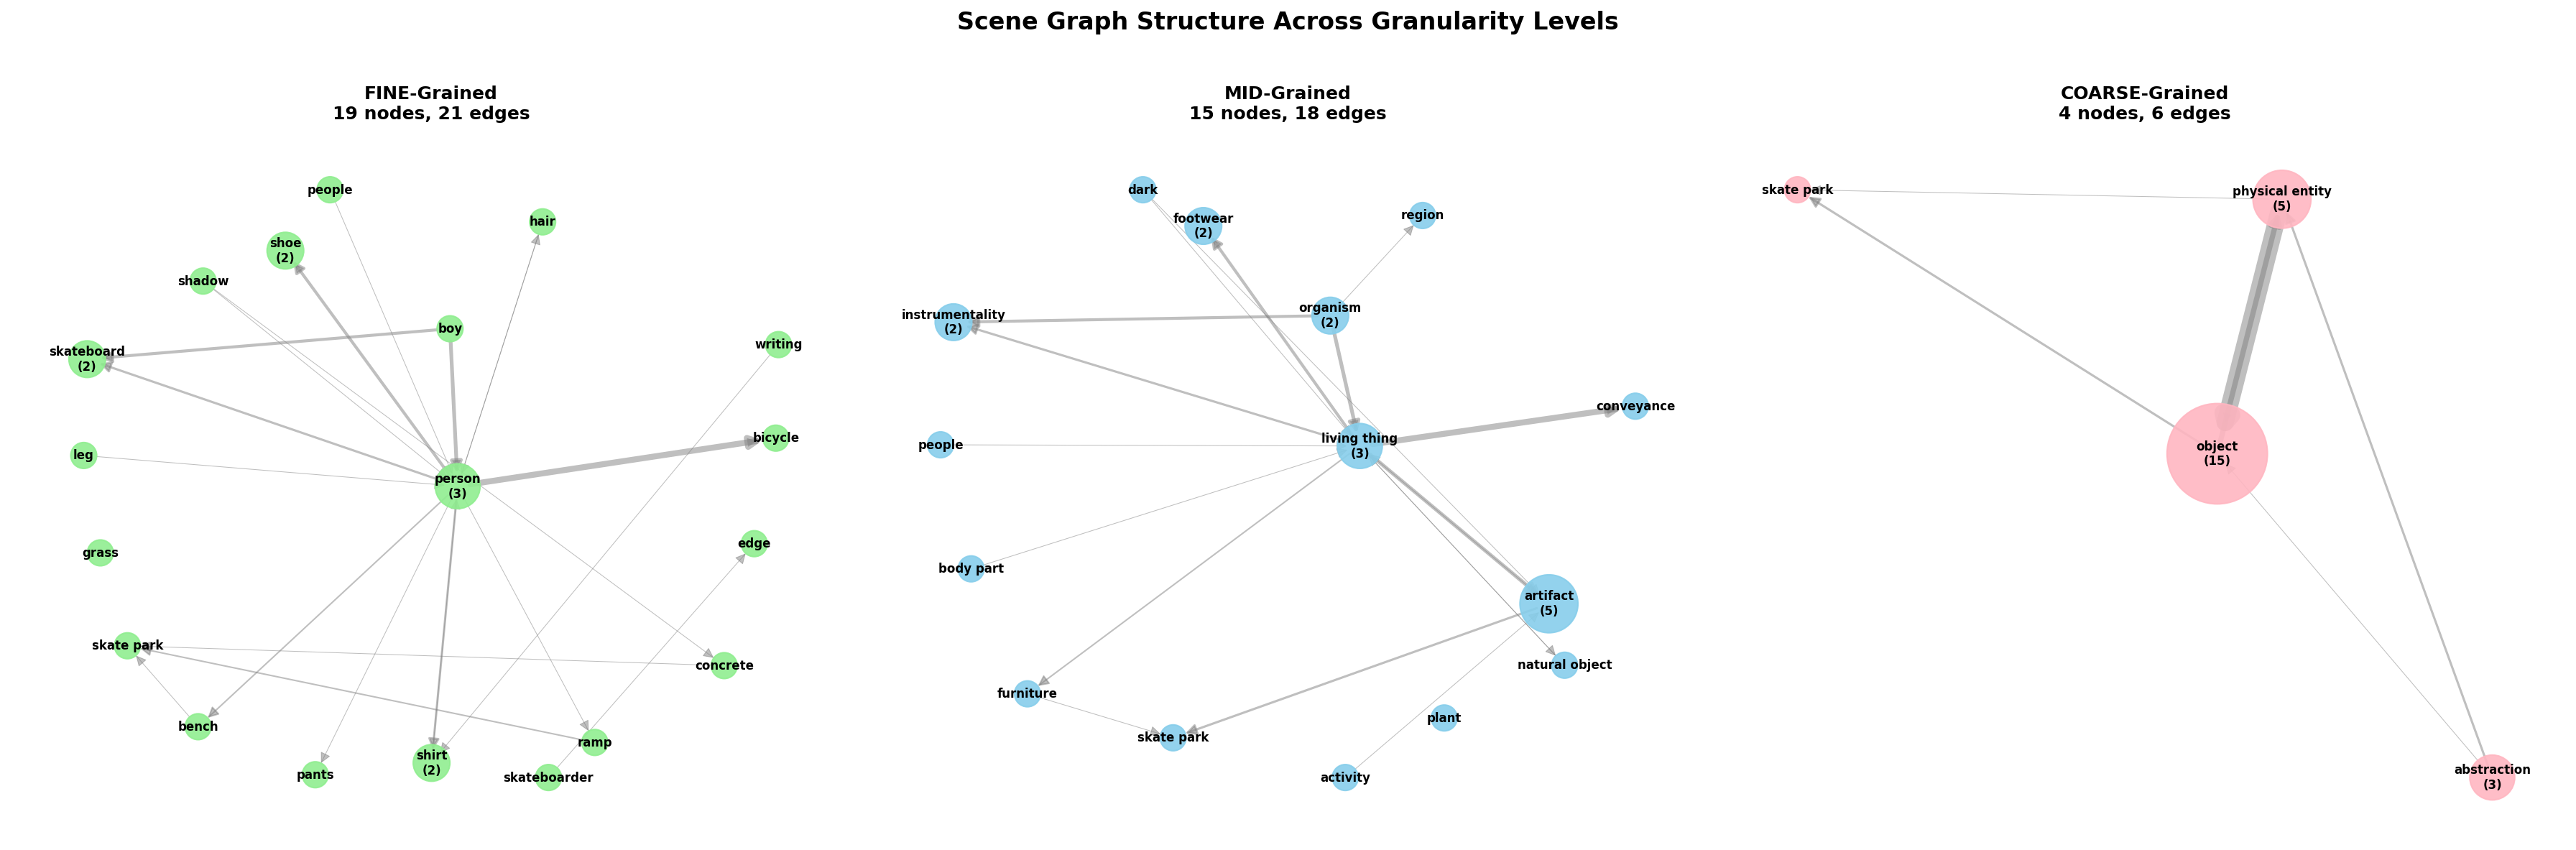 Scene Graph Structure Across Granularity Levels
FINE-Grained
19 nodes, 21 edges
people
hair
shoe
(2)
shadow
boy
writing
skateboard
(2)
bicycle
leg
person
(3)
edge
grass
skate park
concrete
bench
ramp
shirt
(2)
pants
skateboarder
MID-Grained
15 nodes, 18 edges
dark
footwear
(2)
region
organism
(2)
instrumentality
(2)
conveyance
people
living thing
(3)
body part
artifact
(5)
natural object
furniture
plant
skate park
activity
COARSE-Grained
4 nodes, 6 edges
skate park
physical entity
(5)
object
(15)
abstraction
(3)